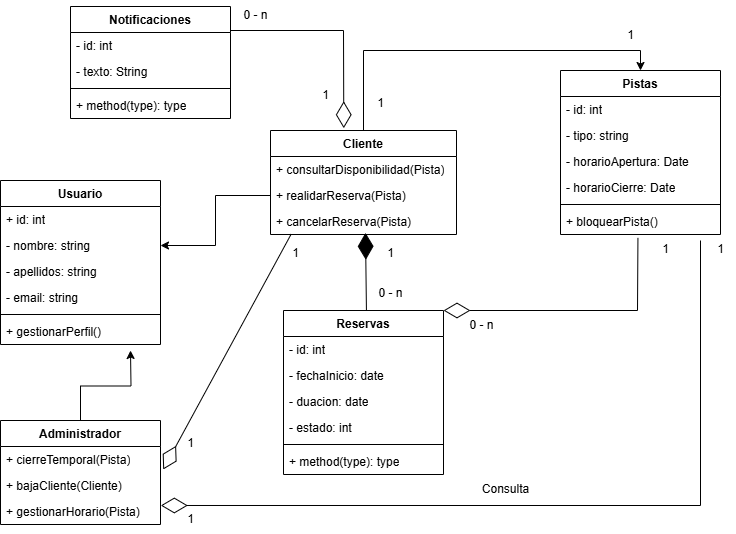 Notificaciones
- id: int
- texto: String
+ method(type): type
0 - n
1
1
1
Pistas
- id: int
- tipo: string
- horarioApertura: Date
- horarioCierre: Date
+ bloquearPista()
Cliente
+ consultarDisponibilidad(Pista)
+ realidarReserva(Pista)
+ cancelarReserva(Pista)
Usuario
+ id: int
- nombre: string
- apellidos: string
- email: string
+ gestionarPerfil()
1
1
1
1
0 - n
0 - n
Reservas
- id: int
- fechaInicio: date
- duacion: date
- estado: int
+ method(type): type
Administrador
+ cierreTemporal(Pista)
+ bajaCliente(Cliente)
+ gestionarHorario(Pista)
1
Consulta
1